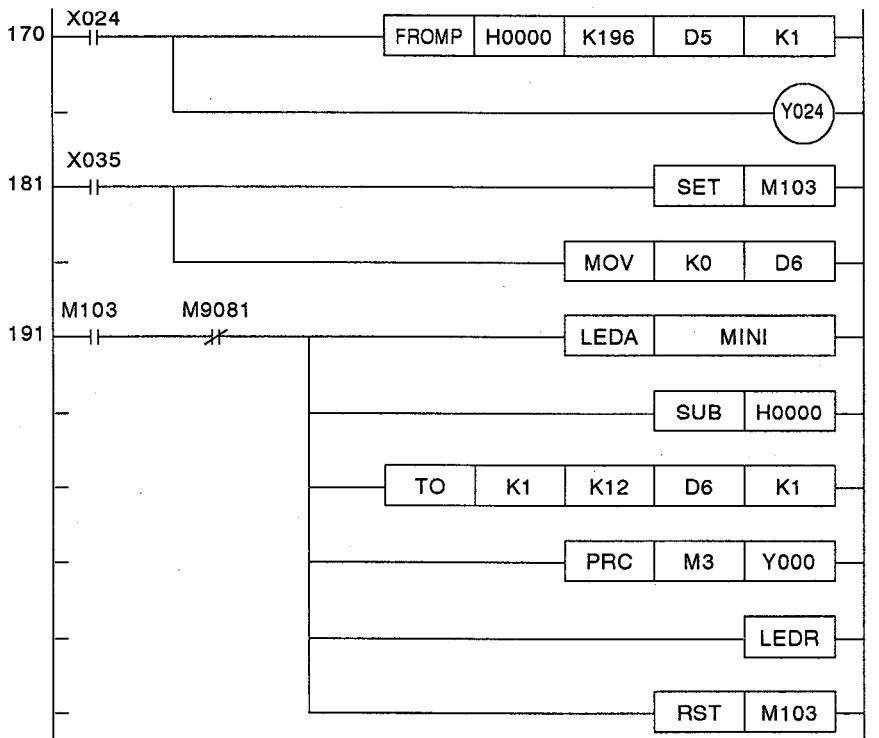 X024
170 FROMP H0000 K196 D5 K1
Y024
X035
181 SET M103
MOV K0 D6
M103 M9081
191 LEDA MINI
SUB H0000
TO K1 K12 D6 K1
PRC M3 Y000
LEDR
RST M103